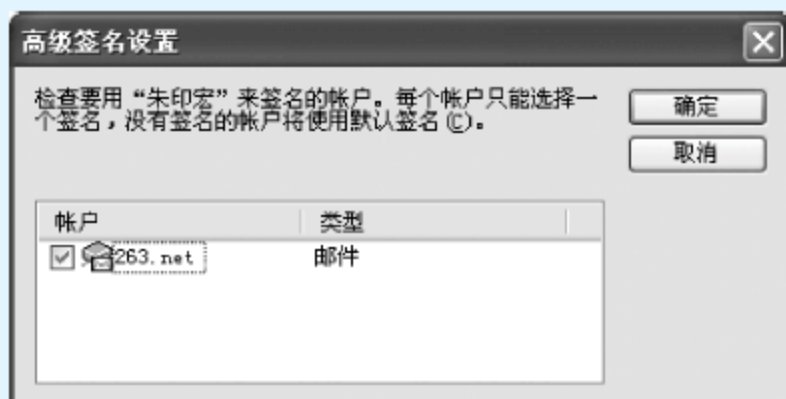 高级签名设置
检查要用“朱印宏”来签名的帐户。每个帐户只能选择一
个签名，没有签名的帐户将使用默认签名(C)。
确定
取消
帐户 类型
263.net 邮件